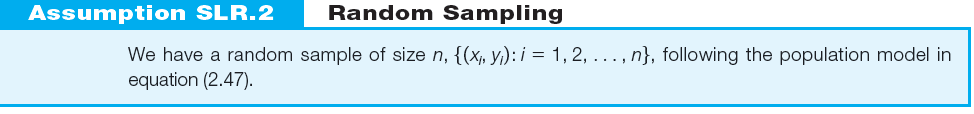 Assumption SLR.2 Random Sampling
We have a random sample of size n, {(xᵢ, yᵢ): i = 1, 2, . . . , n}, following the population model in
equation (2.47).